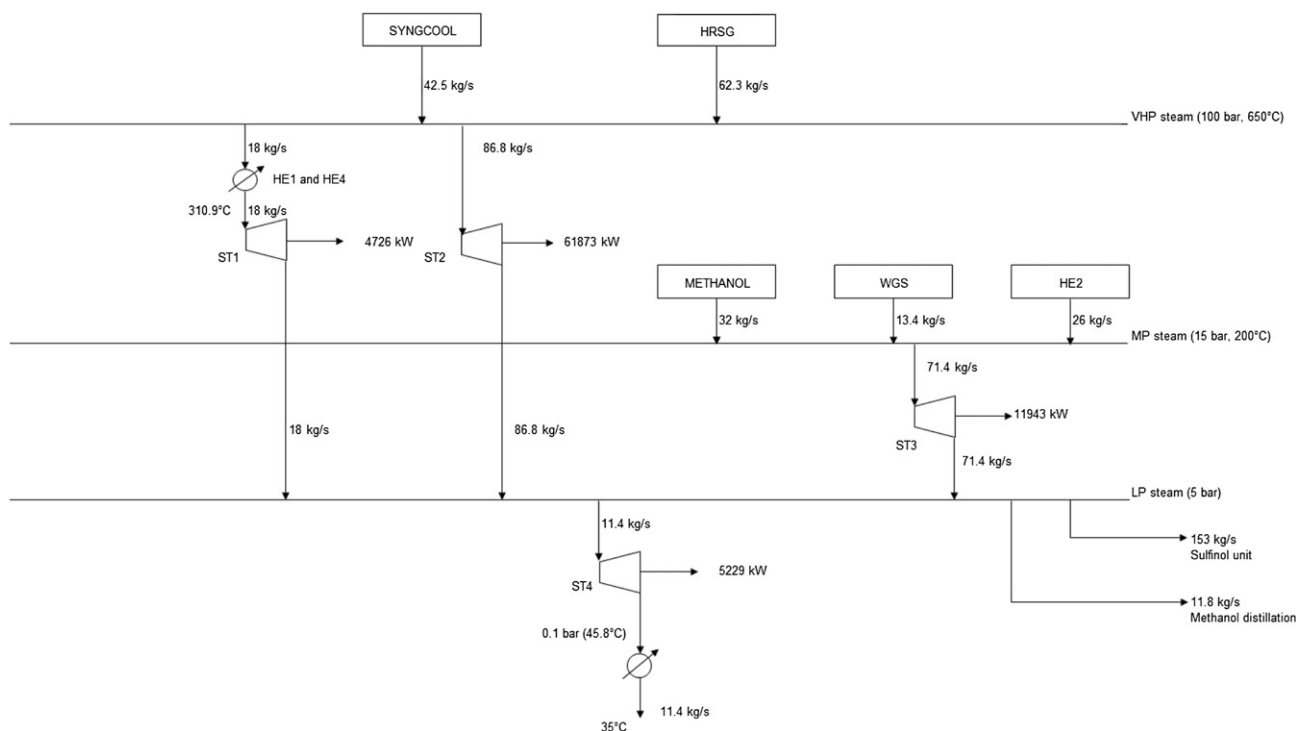 SYNGCOOL
HRSG
42.5 kg/s
62.3 kg/s
VHP steam (100 bar, 650°C)
18 kg/s
86.8 kg/s
HE1 and HE4
310.9°C
18 kg/s
ST1
4726 kW
ST2
61873 kW
METHANOL
WGS
HE2
32 kg/s
13.4 kg/s
26 kg/s
MP steam (15 bar, 200°C)
71.4 kg/s
11943 kW
ST3
18 kg/s
86.8 kg/s
71.4 kg/s
LP steam (5 bar)
11.4 kg/s
153 kg/s
Sulfinol unit
ST4
5229 kW
11.8 kg/s
Methanol distillation
0.1 bar (45.8°C)
11.4 kg/s
35°C